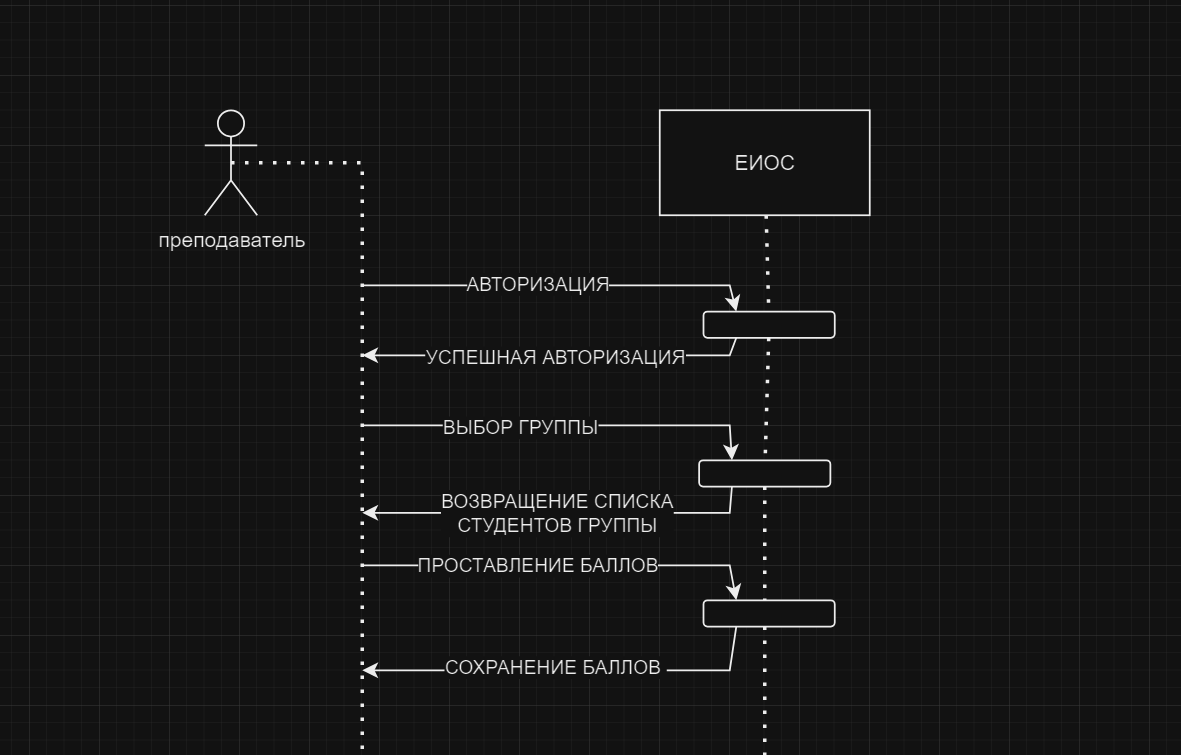 ЕИОС
преподаватель
АВТОРИЗАЦИЯ
УСПЕШНАЯ АВТОРИЗАЦИЯ
ВЫБОР ГРУППЫ
ВОЗВРАЩЕНИЕ СПИСКА
СТУДЕНТОВ ГРУППЫ
ПРОСТАВЛЕНИЕ БАЛЛОВ
СОХРАНЕНИЕ БАЛЛОВ